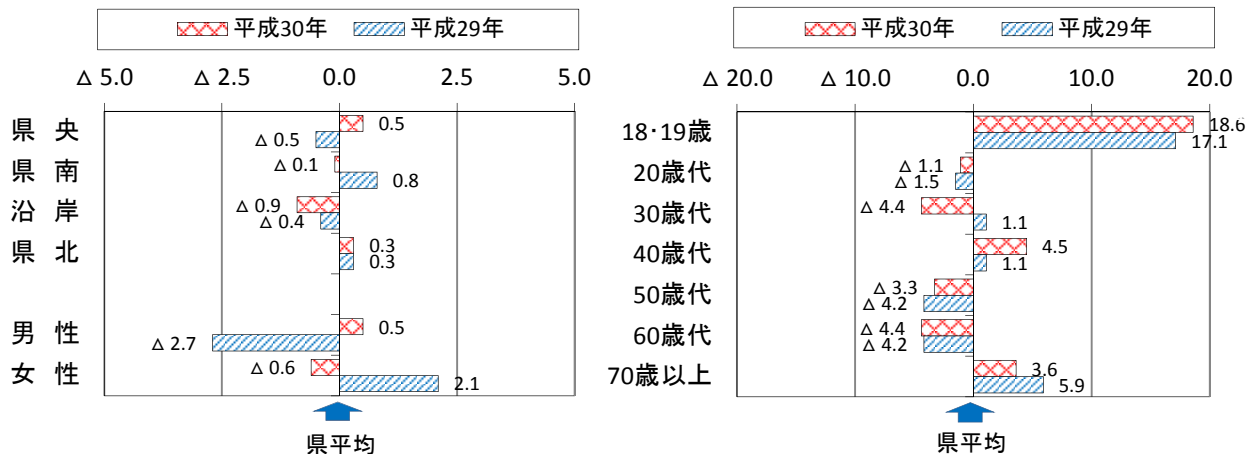 平成30年 平成29年
△ 5.0 △ 2.5 0.0 2.5 5.0
県 央 0.5
△ 0.5
県 南 △ 0.1
0.8
沿 岸 △ 0.9
△ 0.4
県 北 0.3
0.3
男 性 0.5
△ 2.7
女 性 △ 0.6
2.1
県平均
平成30年 平成29年
△ 20.0 △ 10.0 0.0 10.0 20.0
18・19歳 18.6
17.1
20歳代 △ 1.1
△ 1.5
30歳代 △ 4.4
1.1
40歳代 4.5
1.1
50歳代 △ 3.3
△ 4.2
60歳代 △ 4.4
△ 4.2
70歳以上 3.6
5.9
県平均